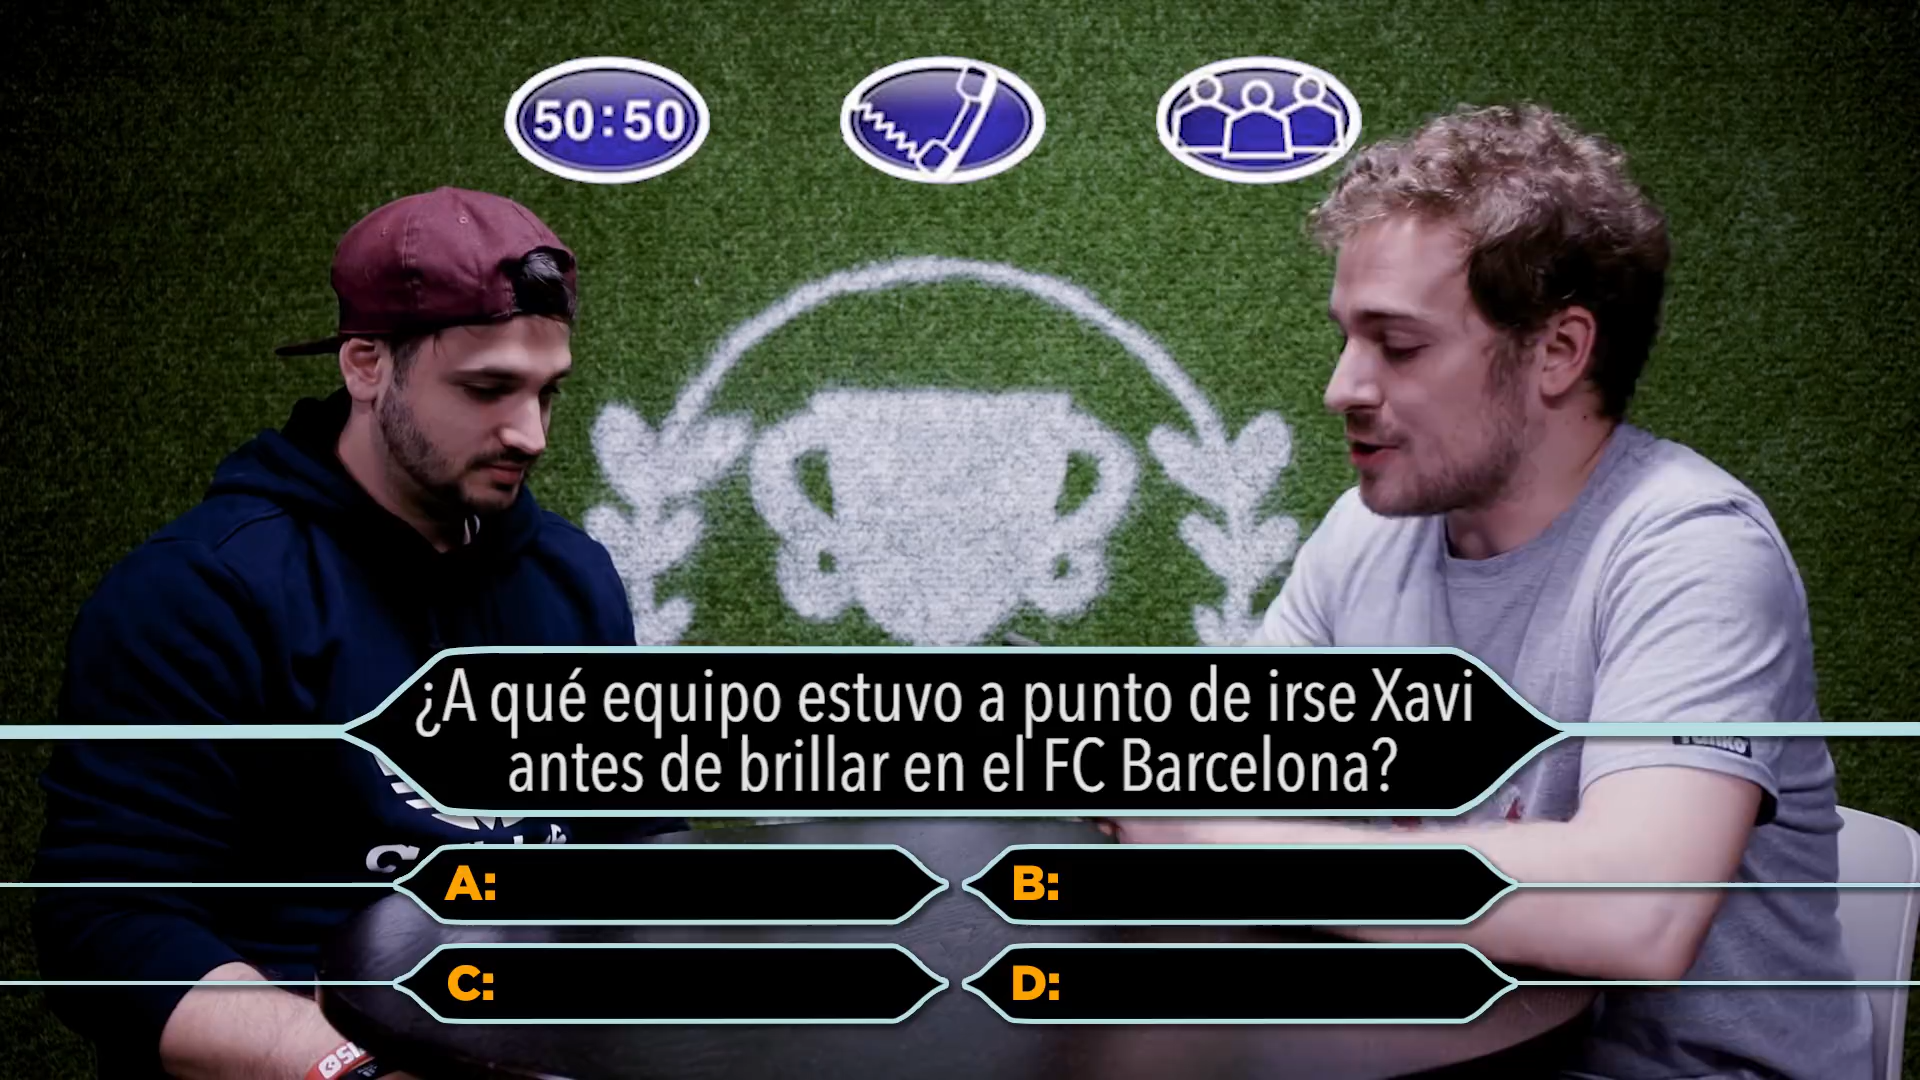 50:50
¿A qué equipo estuvo a punto de irse Xavi
antes de brillar en el FC Barcelona?
A:
B:
C:
D: